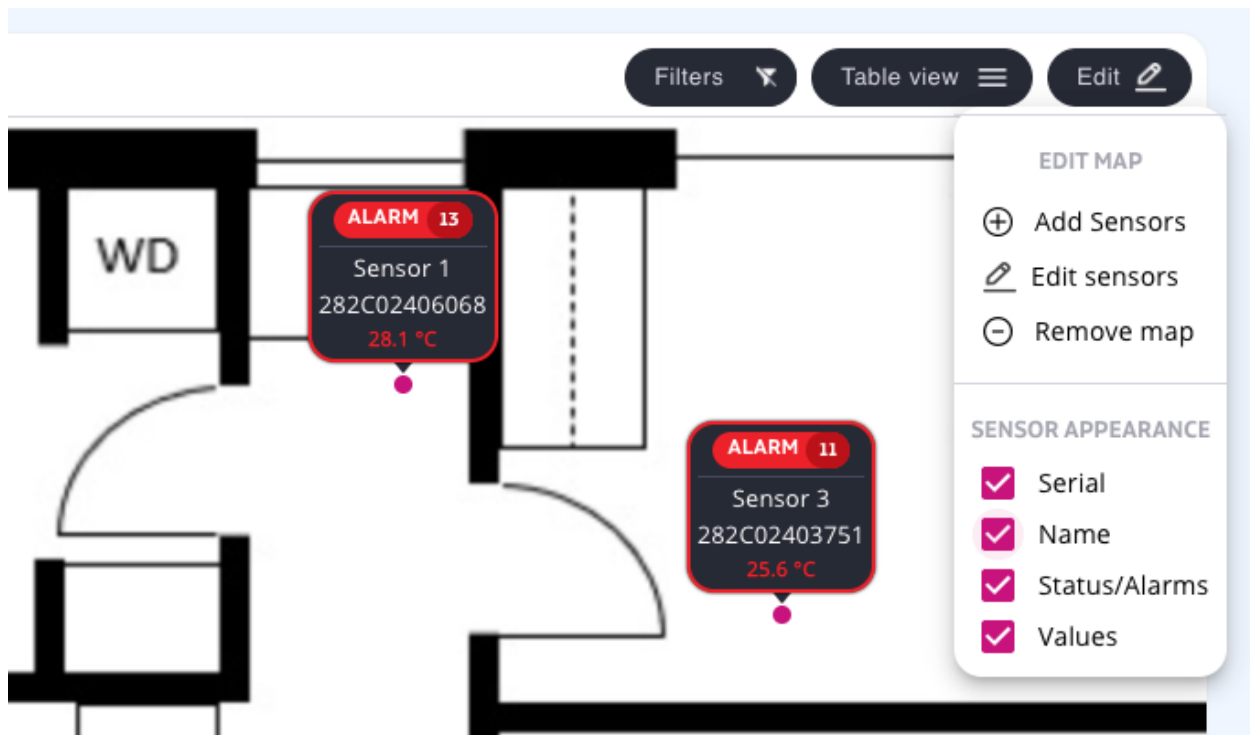 Filters
Table view
Edit
EDIT MAP
Add Sensors
Edit sensors
Remove map
SENSOR APPEARANCE
Serial
Name
Status/Alarms
Values
WD
ALARM 13
Sensor 1
282C02406068
28.1 °C
ALARM 11
Sensor 3
282C02403751
25.6 °C